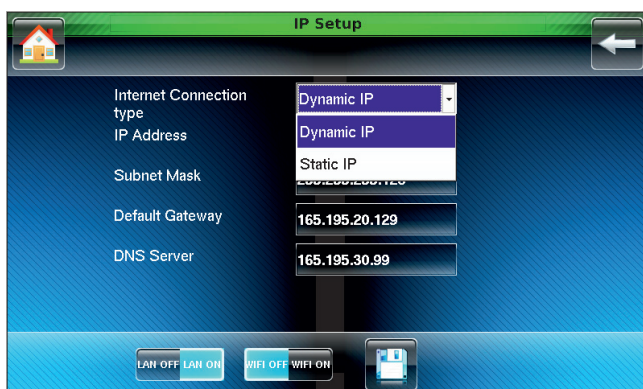 IP Setup
Internet Connection
type
Dynamic IP
Dynamic IP
Static IP
IP Address
Subnet Mask
Default Gateway
165.195.20.129
DNS Server
165.195.30.99
LAN OFF LAN ON
WIFI OFF WIFI ON